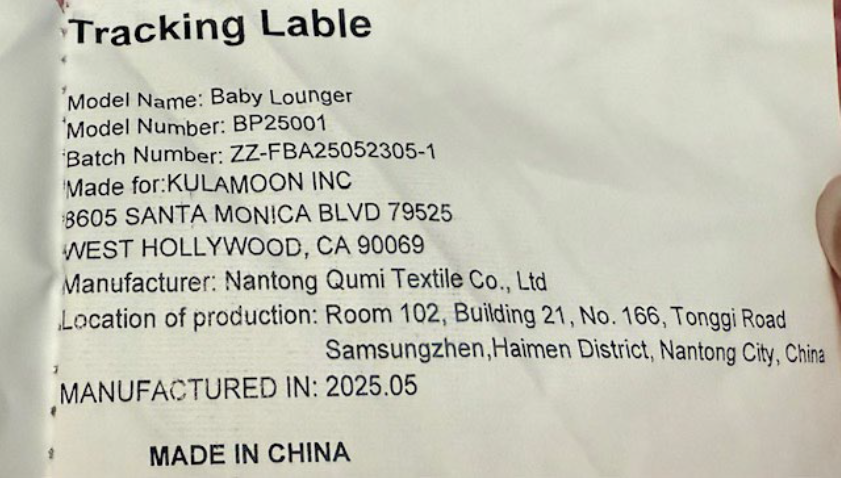 Tracking Lable
Model Name: Baby Lounger
Model Number: BP25001
Batch Number: ZZ-FBA25052305-1
Made for:KULAMOON INC
8605 SANTA MONICA BLVD 79525
WEST HOLLYWOOD, CA 90069
Manufacturer: Nantong Qumi Textile Co., Ltd
Location of production: Room 102, Building 21, No. 166, Tonggi Road
Samsungzhen,Haimen District, Nantong City, China
MANUFACTURED IN: 2025.05
MADE IN CHINA